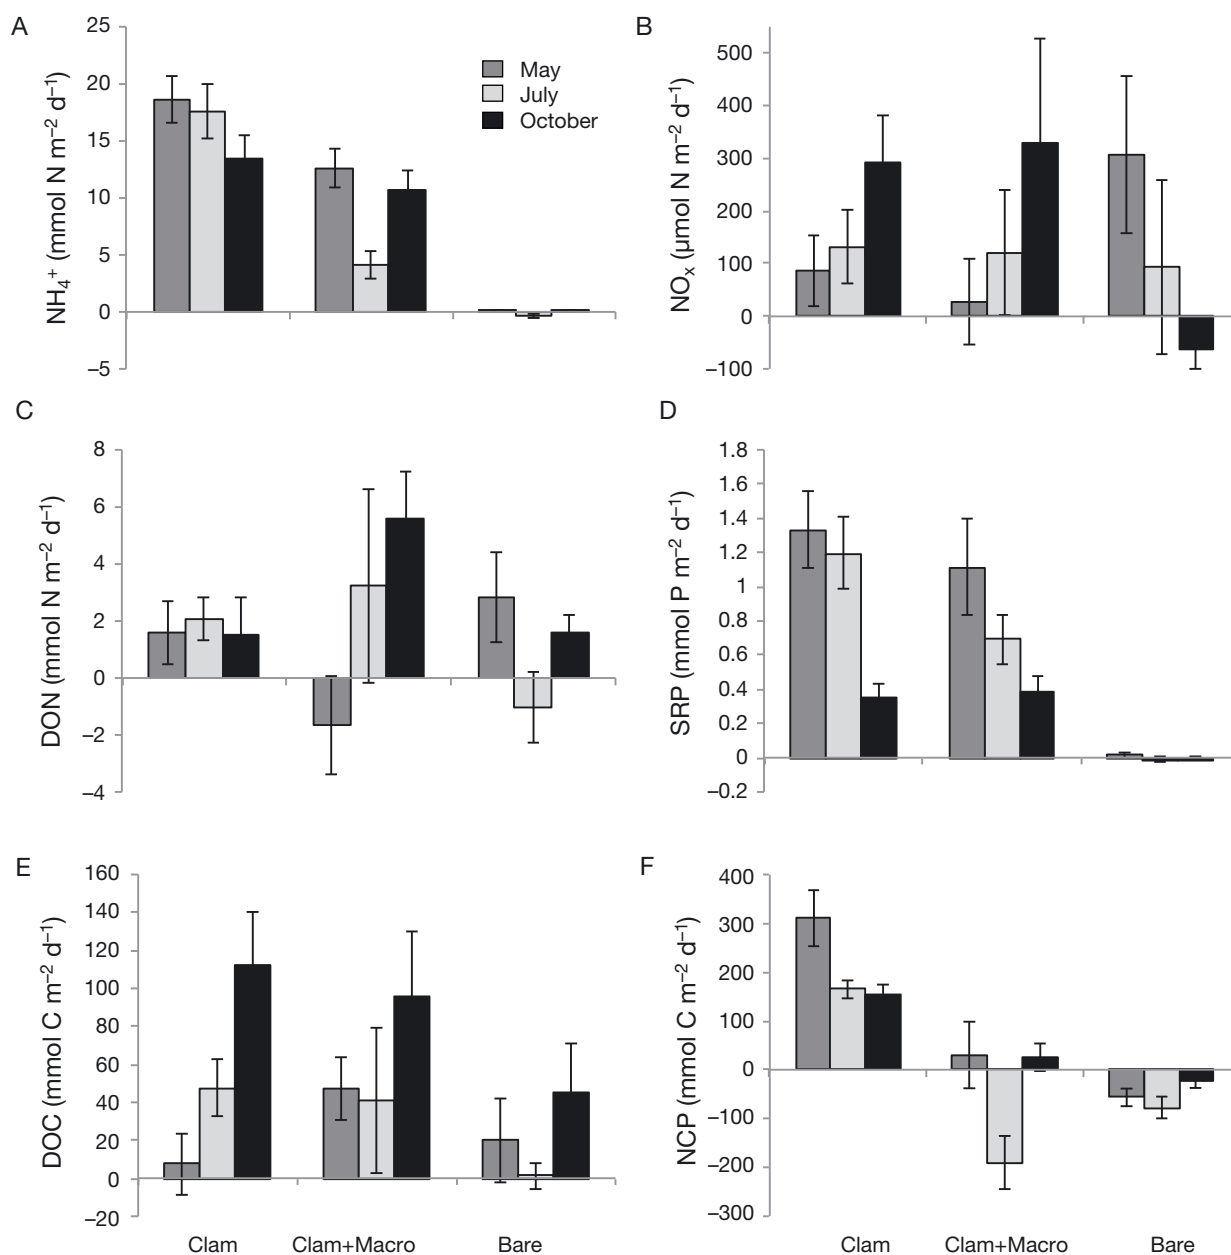 A
NH₄⁺ (mmol N m⁻² d⁻¹)
25
20
15
10
5
0
–5
May
July
October
B
NOₓ (µmol N m⁻² d⁻¹)
500
400
300
200
100
0
–100
C
DON (mmol N m⁻² d⁻¹)
8
6
4
2
0
–2
–4
D
SRP (mmol P m⁻² d⁻¹)
1.8
1.6
1.4
1.2
1
0.8
0.6
0.4
0.2
0
–0.2
E
DOC (mmol C m⁻² d⁻¹)
160
140
120
100
80
60
40
20
0
–20
Clam Clam+Macro Bare
F
NCP (mmol C m⁻² d⁻¹)
400
300
200
100
0
–100
–200
–300
Clam Clam+Macro Bare